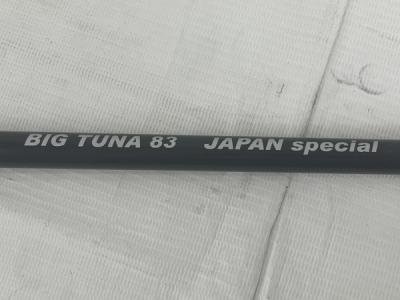 BIG TUNA 83 JAPAN special